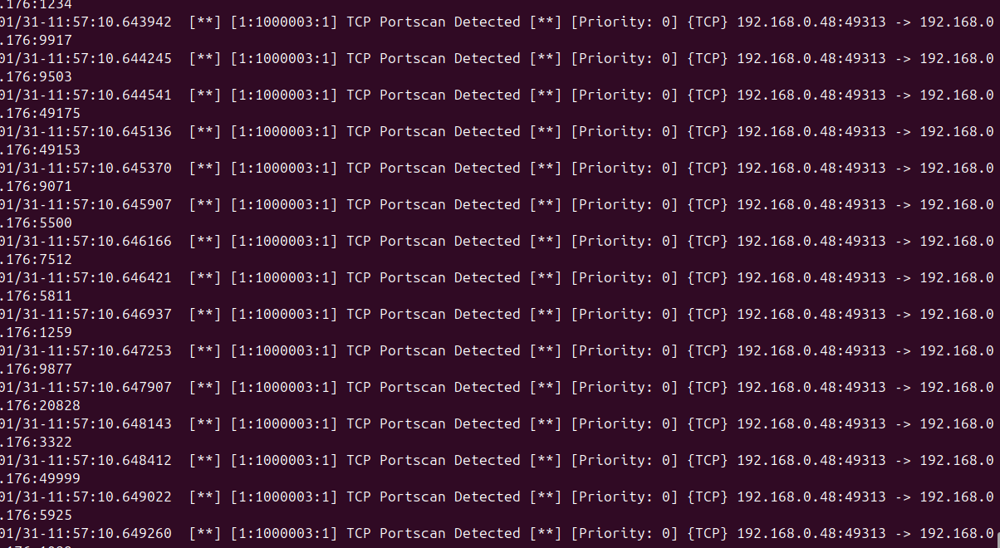 .176:1234
01/31-11:57:10.643942  [**] [1:1000003:1] TCP Portscan Detected [**] [Priority: 0] {TCP} 192.168.0.48:49313 -> 192.168.0
.176:9917
01/31-11:57:10.644245  [**] [1:1000003:1] TCP Portscan Detected [**] [Priority: 0] {TCP} 192.168.0.48:49313 -> 192.168.0
.176:9503
01/31-11:57:10.644541  [**] [1:1000003:1] TCP Portscan Detected [**] [Priority: 0] {TCP} 192.168.0.48:49313 -> 192.168.0
.176:49175
01/31-11:57:10.645136  [**] [1:1000003:1] TCP Portscan Detected [**] [Priority: 0] {TCP} 192.168.0.48:49313 -> 192.168.0
.176:49153
01/31-11:57:10.645370  [**] [1:1000003:1] TCP Portscan Detected [**] [Priority: 0] {TCP} 192.168.0.48:49313 -> 192.168.0
.176:9071
01/31-11:57:10.645907  [**] [1:1000003:1] TCP Portscan Detected [**] [Priority: 0] {TCP} 192.168.0.48:49313 -> 192.168.0
.176:5500
01/31-11:57:10.646166  [**] [1:1000003:1] TCP Portscan Detected [**] [Priority: 0] {TCP} 192.168.0.48:49313 -> 192.168.0
.176:7512
01/31-11:57:10.646421  [**] [1:1000003:1] TCP Portscan Detected [**] [Priority: 0] {TCP} 192.168.0.48:49313 -> 192.168.0
.176:5811
01/31-11:57:10.646937  [**] [1:1000003:1] TCP Portscan Detected [**] [Priority: 0] {TCP} 192.168.0.48:49313 -> 192.168.0
.176:1259
01/31-11:57:10.647253  [**] [1:1000003:1] TCP Portscan Detected [**] [Priority: 0] {TCP} 192.168.0.48:49313 -> 192.168.0
.176:9877
01/31-11:57:10.647907  [**] [1:1000003:1] TCP Portscan Detected [**] [Priority: 0] {TCP} 192.168.0.48:49313 -> 192.168.0
.176:20828
01/31-11:57:10.648143  [**] [1:1000003:1] TCP Portscan Detected [**] [Priority: 0] {TCP} 192.168.0.48:49313 -> 192.168.0
.176:3322
01/31-11:57:10.648412  [**] [1:1000003:1] TCP Portscan Detected [**] [Priority: 0] {TCP} 192.168.0.48:49313 -> 192.168.0
.176:49999
01/31-11:57:10.649022  [**] [1:1000003:1] TCP Portscan Detected [**] [Priority: 0] {TCP} 192.168.0.48:49313 -> 192.168.0
.176:5925
01/31-11:57:10.649260  [**] [1:1000003:1] TCP Portscan Detected [**] [Priority: 0] {TCP} 192.168.0.48:49313 -> 192.168.0